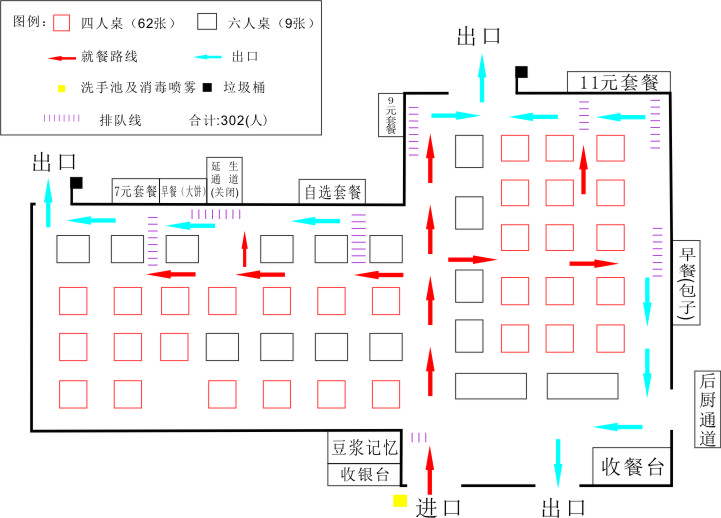 图例：
四人桌（62张）
六人桌（9张）
就餐路线
出口
洗手池及消毒喷雾
垃圾桶
排队线
合计:302(人)
出口
11元套餐
9元套餐
出口
7元套餐
早餐（大饼）
延生
通道
(关闭)
自选套餐
早餐(包子)
后厨通道
豆浆记忆
收银台
收餐台
进口
出口